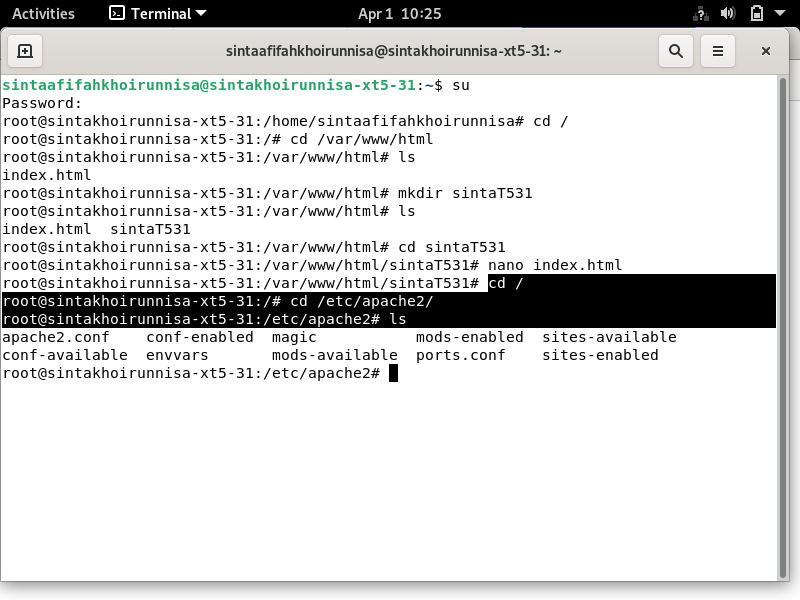 Activities Terminal Apr 1 10:25
sintaafifahkhoirunnisa@sintakhoirunnisa-xt5-31: ~
sintaafifahkhoirunnisa@sintakhoirunnisa-xt5-31:~$ su
Password:
root@sintakhoirunnisa-xt5-31:/home/sintaafifahkhoirunnisa# cd /
root@sintakhoirunnisa-xt5-31:/# cd /var/www/html
root@sintakhoirunnisa-xt5-31:/var/www/html# ls
index.html
root@sintakhoirunnisa-xt5-31:/var/www/html# mkdir sintaT531
root@sintakhoirunnisa-xt5-31:/var/www/html# ls
index.html  sintaT531
root@sintakhoirunnisa-xt5-31:/var/www/html# cd sintaT531
root@sintakhoirunnisa-xt5-31:/var/www/html/sintaT531# nano index.html
root@sintakhoirunnisa-xt5-31:/var/www/html/sintaT531# cd /
root@sintakhoirunnisa-xt5-31:/# cd /etc/apache2/
root@sintakhoirunnisa-xt5-31:/etc/apache2# ls
apache2.conf    conf-enabled  magic           mods-enabled  sites-available
conf-available  envvars       mods-available  ports.conf    sites-enabled
root@sintakhoirunnisa-xt5-31:/etc/apache2#